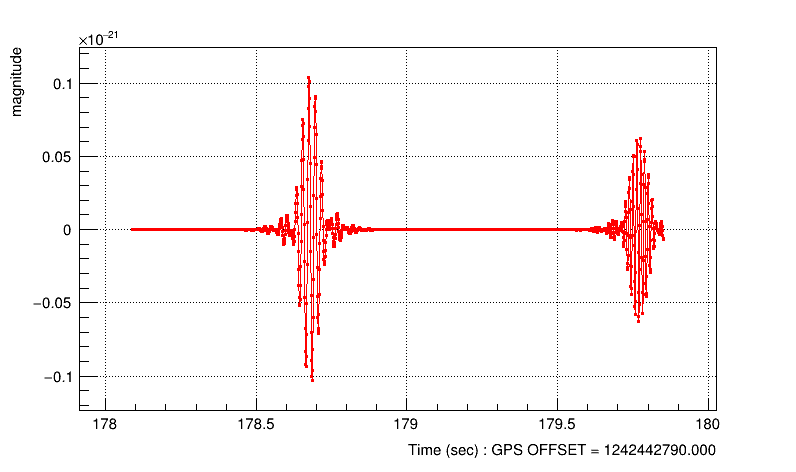 ×10⁻²¹
magnitude
0.1
0.05
0
−0.05
−0.1
178 178.5 179 179.5 180
Time (sec) : GPS OFFSET = 1242442790.000